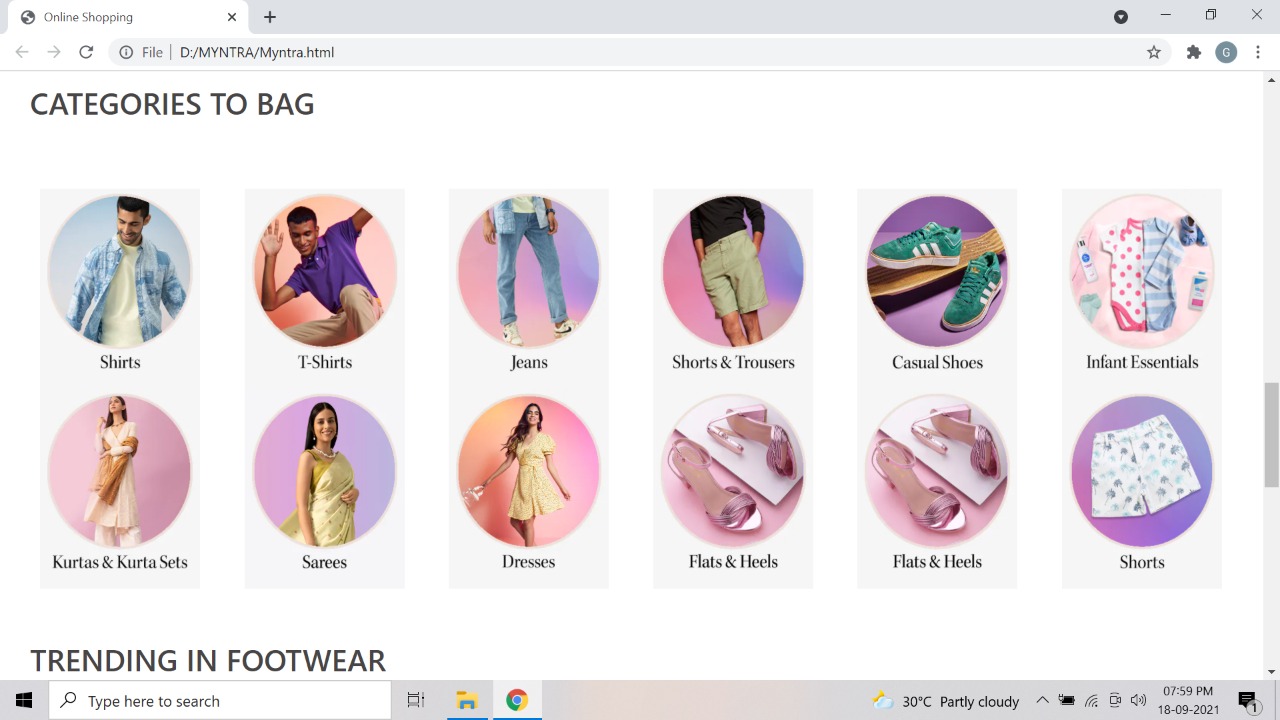 Online Shopping
File
D:/MYNTRA/Myntra.html
G
CATEGORIES TO BAG
Shirts
T-Shirts
Jeans
Shorts & Trousers
Casual Shoes
Infant Essentials
Kurtas & Kurta Sets
Sarees
Dresses
Flats & Heels
Flats & Heels
Shorts
TRENDING IN FOOTWEAR
Type here to search
30°C Partly cloudy
07:59 PM
18-09-2021
1